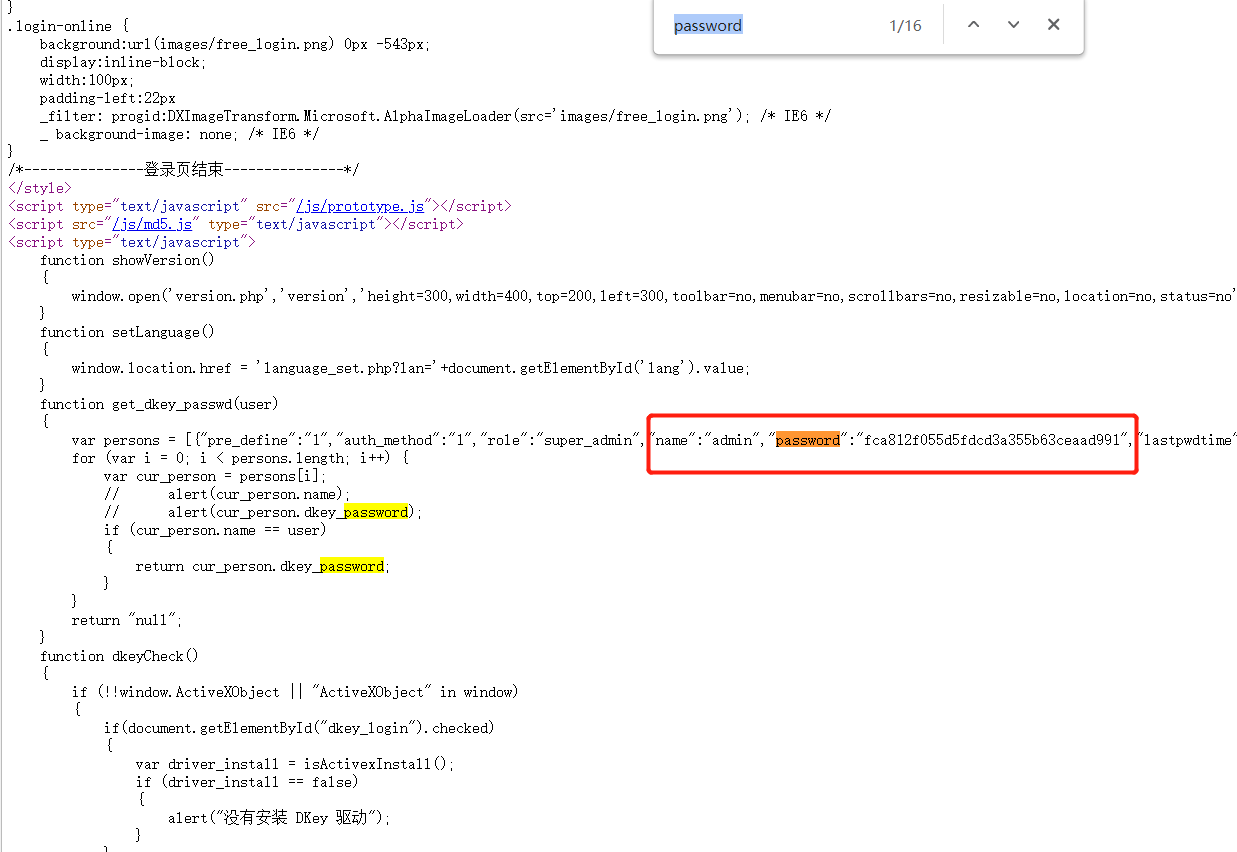 }
.login-online {
background:url(images/free_login.png) 0px -543px;
display:inline-block;
width:100px;
padding-left:22px
_filter: progid:DXImageTransform.Microsoft.AlphaImageLoader(src='images/free_login.png'); /* IE6 */
_ background-image: none; /* IE6 */
}
/*---------------登录页结束---------------*/
</style>
<script type="text/javascript" src="/js/prototype.js"></script>
<script src="/js/md5.js" type="text/javascript"></script>
<script type="text/javascript">
function showVersion()
{
window.open('version.php','version','height=300,width=400,top=200,left=300,toolbar=no,menubar=no,scrollbars=no,resizable=no,location=no,status=no'
}
function setLanguage()
{
window.location.href = 'language_set.php?lan='+document.getElementById('lang').value;
}
function get_dkey_passwd(user)
{
var persons = [{"pre_define":"1","auth_method":"1","role":"super_admin","name":"admin","password":"fca812f055d5fdcd3a355b63ceaad991","lastpwdtime"
for (var i = 0; i < persons.length; i++) {
var cur_person = persons[i];
// alert(cur_person.name);
// alert(cur_person.dkey_password);
if (cur_person.name == user)
{
return cur_person.dkey_password;
}
}
return "null";
}
function dkeyCheck()
{
if (!!window.ActiveXObject || "ActiveXObject" in window)
{
if(document.getElementById("dkey_login").checked)
{
var driver_install = isActivexInstall();
if (driver_install == false)
{
alert("没有安装 DKey 驱动");
}
}
password 1/16